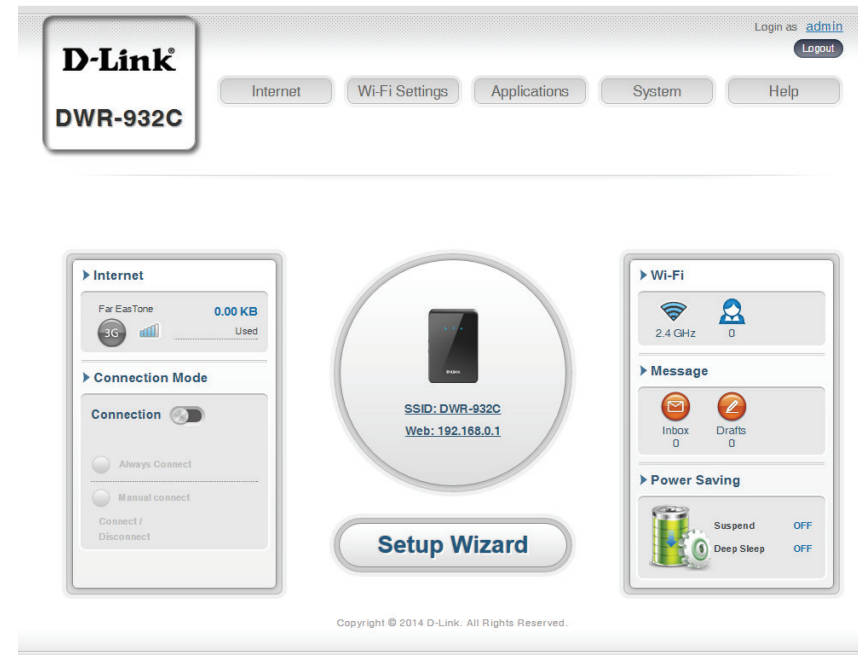 Login as admin
Logout
D-Link®
DWR-932C
Internet
Wi-Fi Settings
Applications
System
Help
Internet
Far EasTone
0.00 KB
3G
Used
Connection Mode
Connection
Always Connect
Manual connect
Connect /
Disconnect
D-Link
SSID: DWR-932C
Web: 192.168.0.1
Setup Wizard
Wi-Fi
2.4 GHz
0
Message
Inbox
0
Drafts
0
Power Saving
Suspend OFF
Deep Sleep OFF
Copyright © 2014 D-Link. All Rights Reserved.